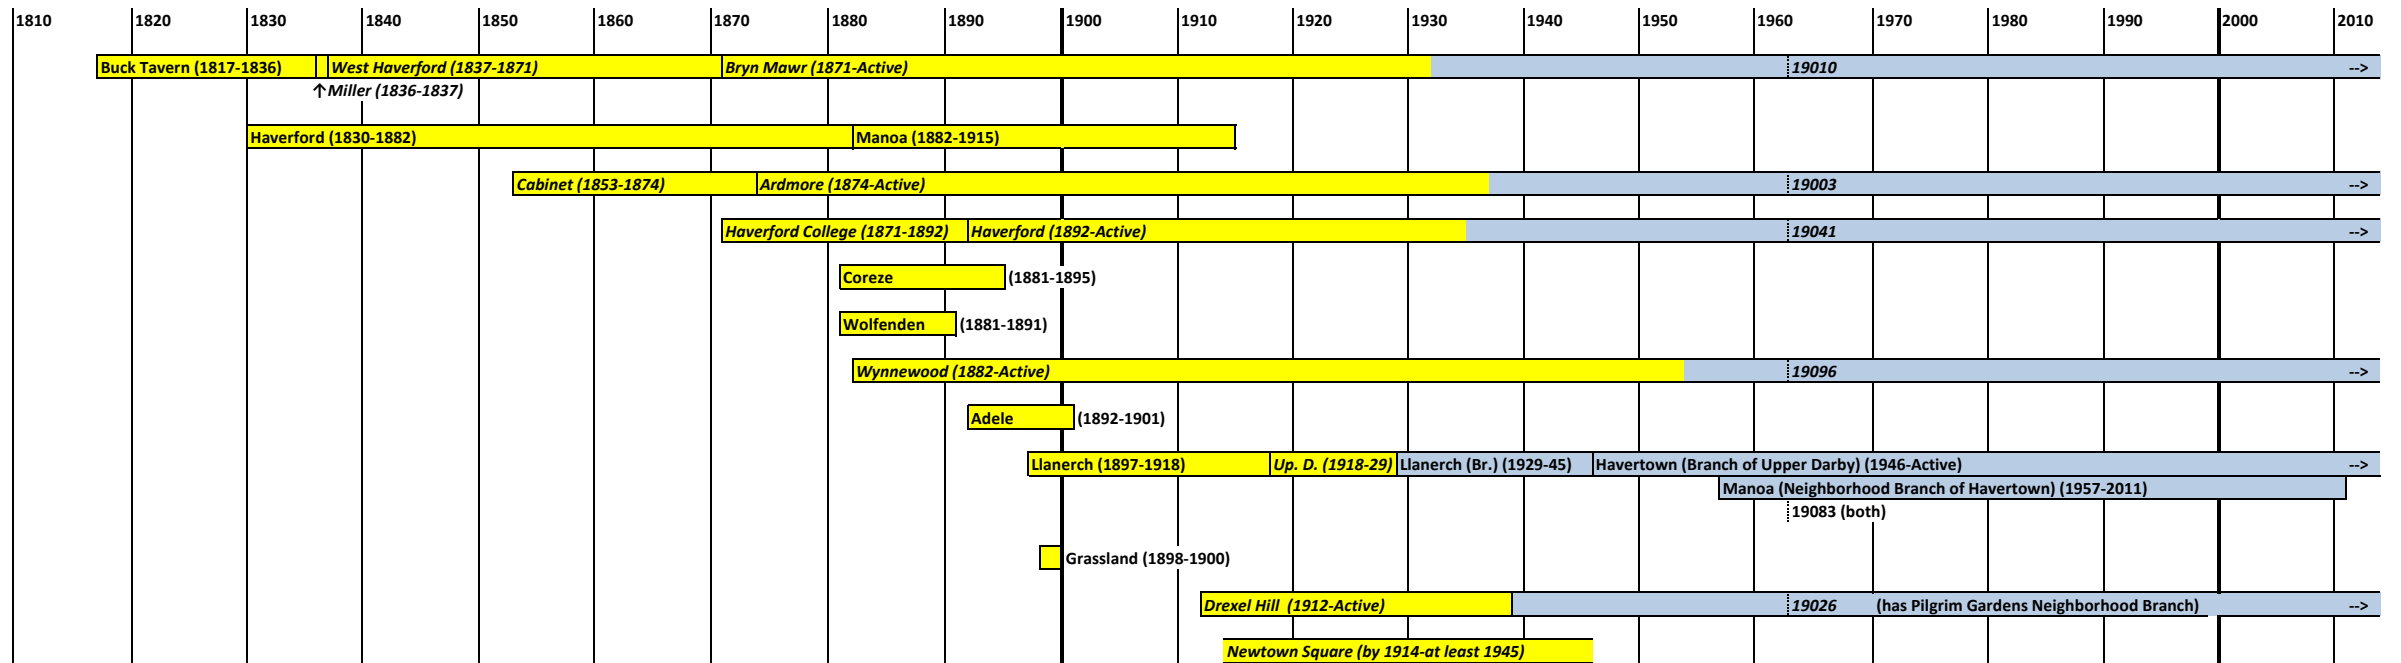 1810 1820 1830 1840 1850 1860 1870 1880 1890 1900 1910 1920 1930 1940 1950 1960 1970 1980 1990 2000 2010
Buck Tavern (1817-1836) West Haverford (1837-1871) Bryn Mawr (1871-Active) 19010 -->
↑Miller (1836-1837)
Haverford (1830-1882) Manoa (1882-1915)
Cabinet (1853-1874) Ardmore (1874-Active) 19003 -->
Haverford College (1871-1892) Haverford (1892-Active) 19041 -->
Coreze (1881-1895)
Wolfenden (1881-1891)
Wynnewood (1882-Active) 19096 -->
Adele (1892-1901)
Llanerch (1897-1918) Up. D. (1918-29) Llanerch (Br.) (1929-45) Havertown (Branch of Upper Darby) (1946-Active) -->
Manoa (Neighborhood Branch of Havertown) (1957-2011)
19083 (both)
Grassland (1898-1900)
Drexel Hill (1912-Active) 19026 (has Pilgrim Gardens Neighborhood Branch) -->
Newtown Square (by 1914-at least 1945)